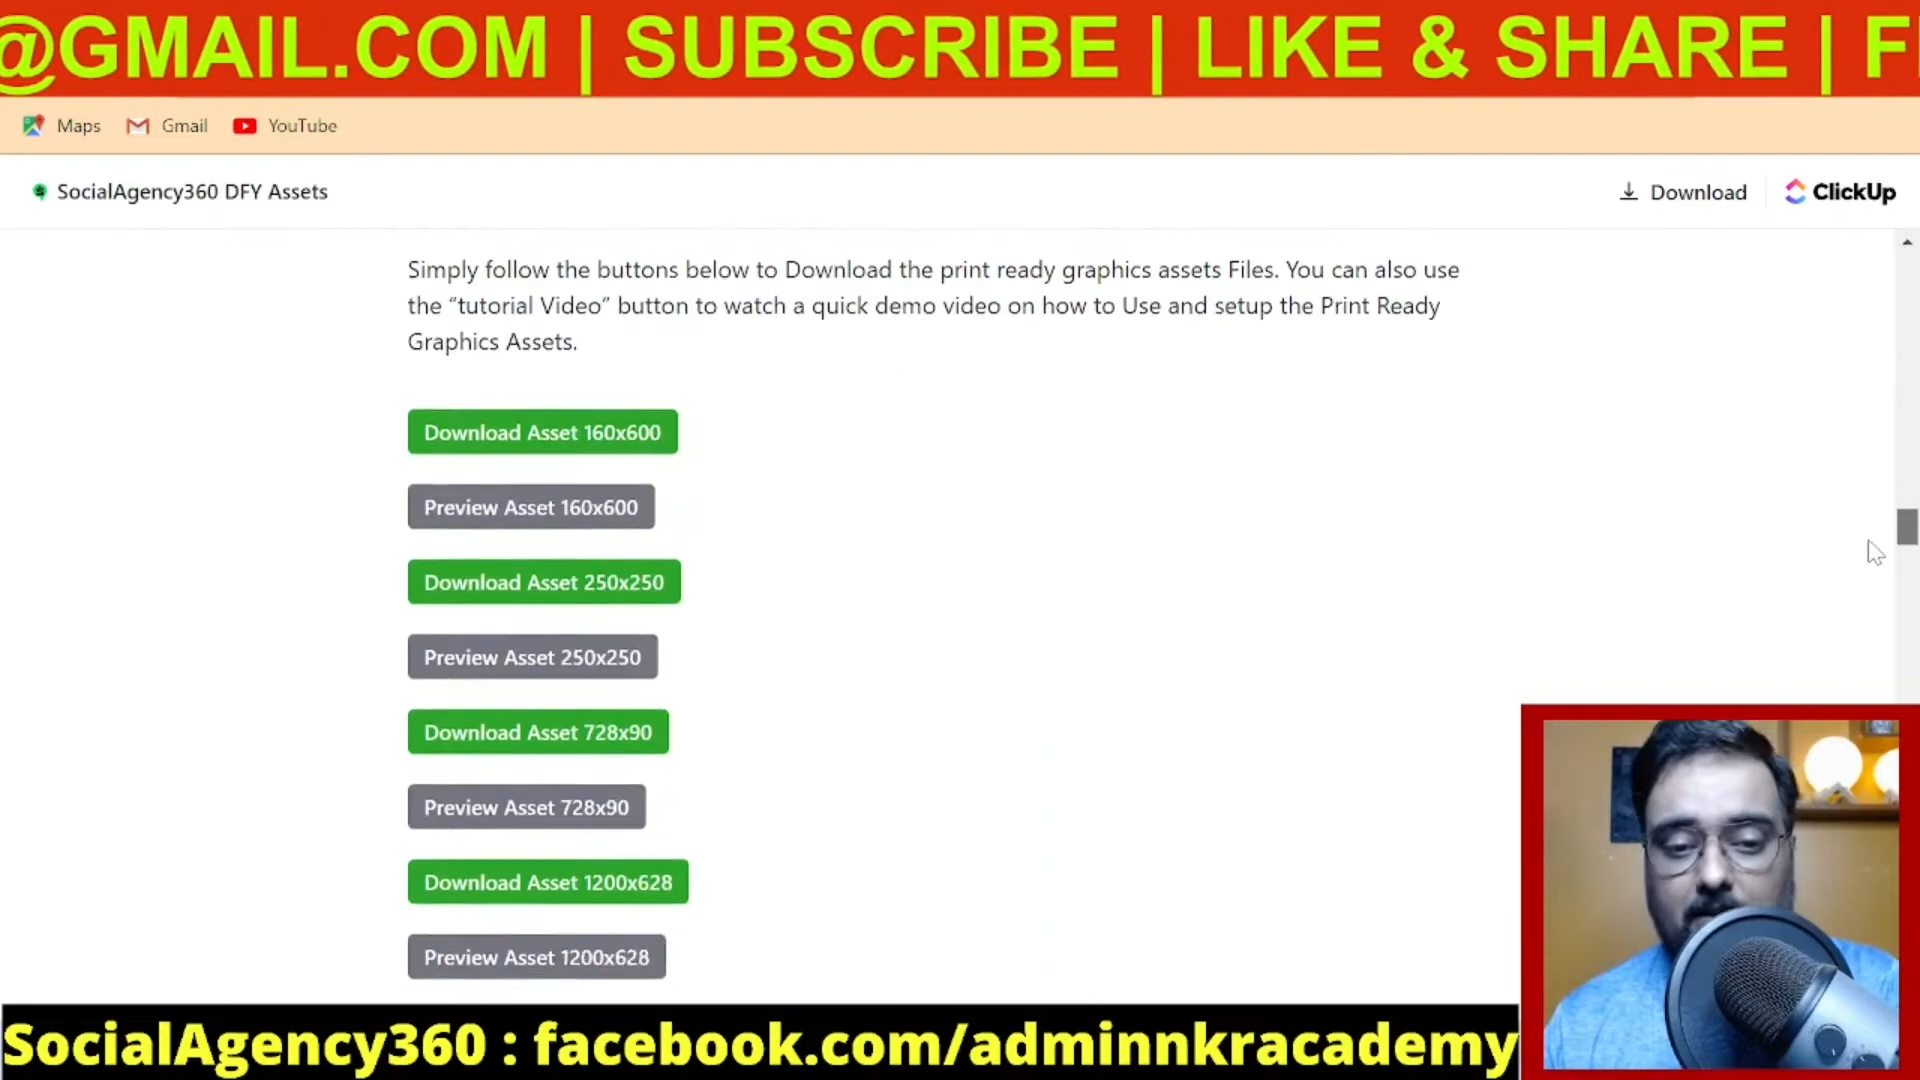 @GMAIL.COM | SUBSCRIBE | LIKE & SHARE | F
Maps Gmail YouTube
SocialAgency360 DFY Assets
Download ClickUp
Simply follow the buttons below to Download the print ready graphics assets Files. You can also use
the “tutorial Video” button to watch a quick demo video on how to Use and setup the Print Ready
Graphics Assets.
Download Asset 160x600
Preview Asset 160x600
Download Asset 250x250
Preview Asset 250x250
Download Asset 728x90
Preview Asset 728x90
Download Asset 1200x628
Preview Asset 1200x628
SocialAgency360 : facebook.com/adminnkracademy